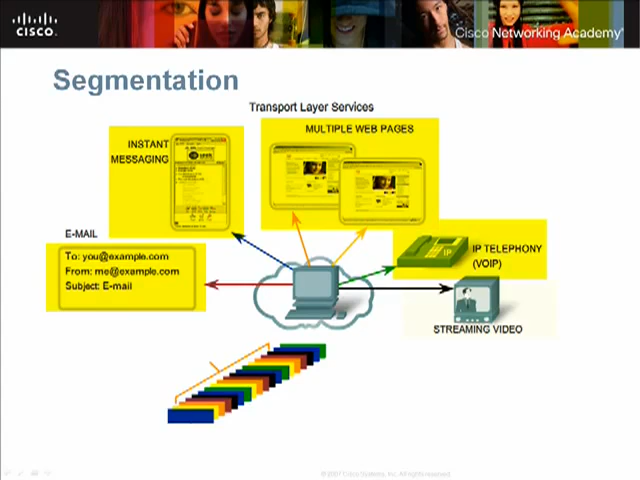 CISCO
Cisco Networking Academy
Segmentation
Transport Layer Services
INSTANT
MESSAGING
MULTIPLE WEB PAGES
E-MAIL
To: you@example.com
From: me@example.com
Subject: E-mail
IP
IP TELEPHONY
(VOIP)
STREAMING VIDEO
© 2007 Cisco Systems, Inc. All rights reserved.